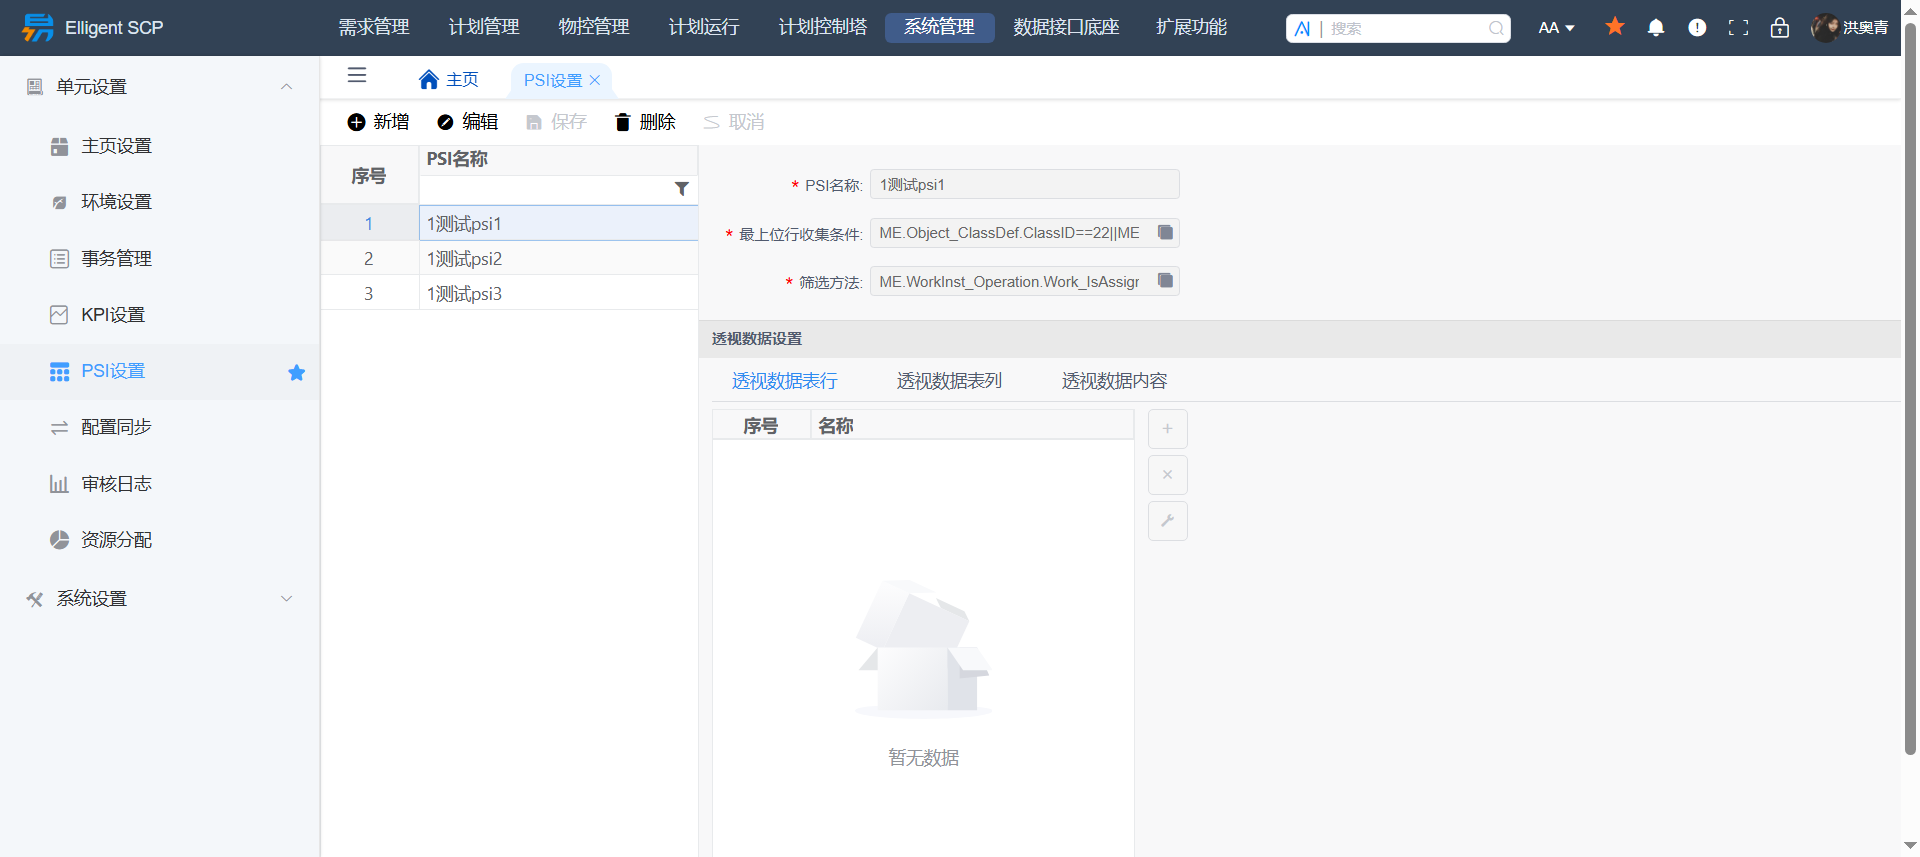 Elligent SCP
需求管理
计划管理
物控管理
计划运行
计划控制塔
系统管理
数据接口底座
扩展功能
搜索
AA
洪奥青
单元设置
主页设置
环境设置
事务管理
KPI设置
PSI设置
配置同步
审核日志
资源分配
系统设置
主页
PSI设置
新增
编辑
保存
删除
取消
序号
PSI名称
1
1测试psi1
2
1测试psi2
3
1测试psi3
* PSI名称:
1测试psi1
* 最上位行收集条件:
ME.Object_ClassDef.ClassID==22||ME
* 筛选方法:
ME.WorkInst_Operation.Work_IsAssigr
透视数据设置
透视数据表行
透视数据表列
透视数据内容
序号
名称
暂无数据